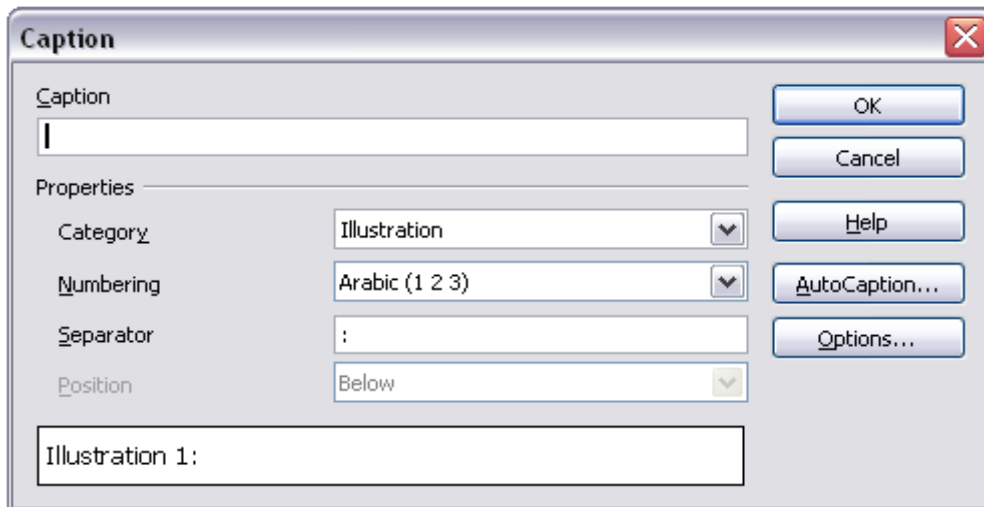 Caption
Caption
OK
Cancel
Properties
Category Illustration
Help
Numbering Arabic (1 2 3)
AutoCaption...
Separator :
Options...
Position Below
Illustration 1: